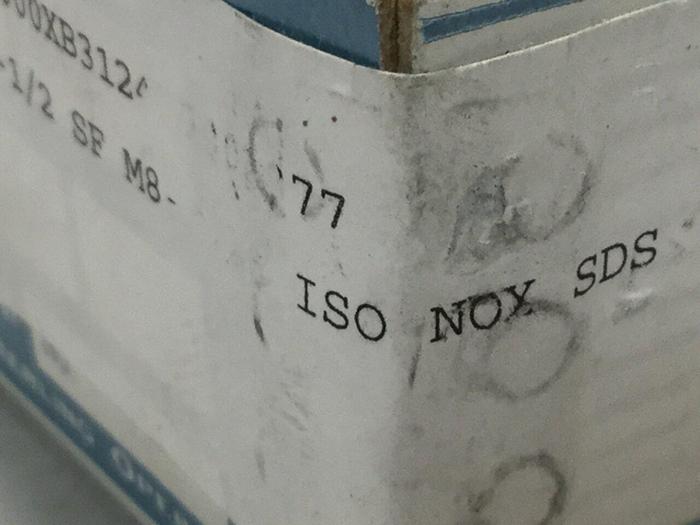 00XB312
-1/2 SF M8-
'77
ISO NOX SDS